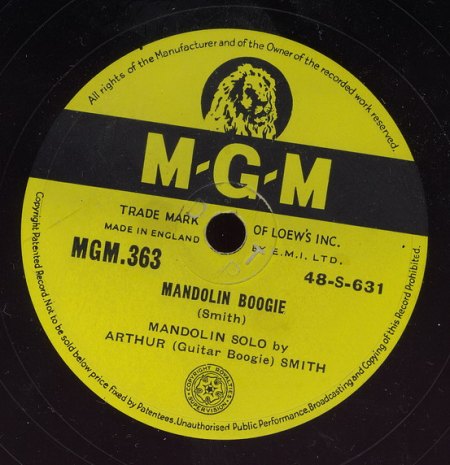 All rights of the Manufacturer and of the Owner of the recorded work reserved.
M-G-M
TRADE MARK OF LOEW'S INC.
MADE IN ENGLAND BY E.M.I. LTD.
MGM.363
48-S-631
MANDOLIN BOOGIE
(Smith)
MANDOLIN SOLO by
ARTHUR (Guitar Boogie) SMITH
COPYRIGHT ROYALTIES
SUPERVISION
Copyright Patented Record. Not to be sold below price fixed by Patentees. Unauthorised Public Performance, Broadcasting and Copying of this Record Prohibited.